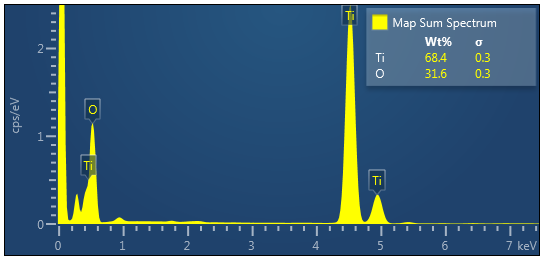 Map Sum Spectrum
Wt% σ
Ti 68.4 0.3
O 31.6 0.3
Ti
O
Ti
Ti
cps/eV
2
1
0
0 1 2 3 4 5 6 7 keV